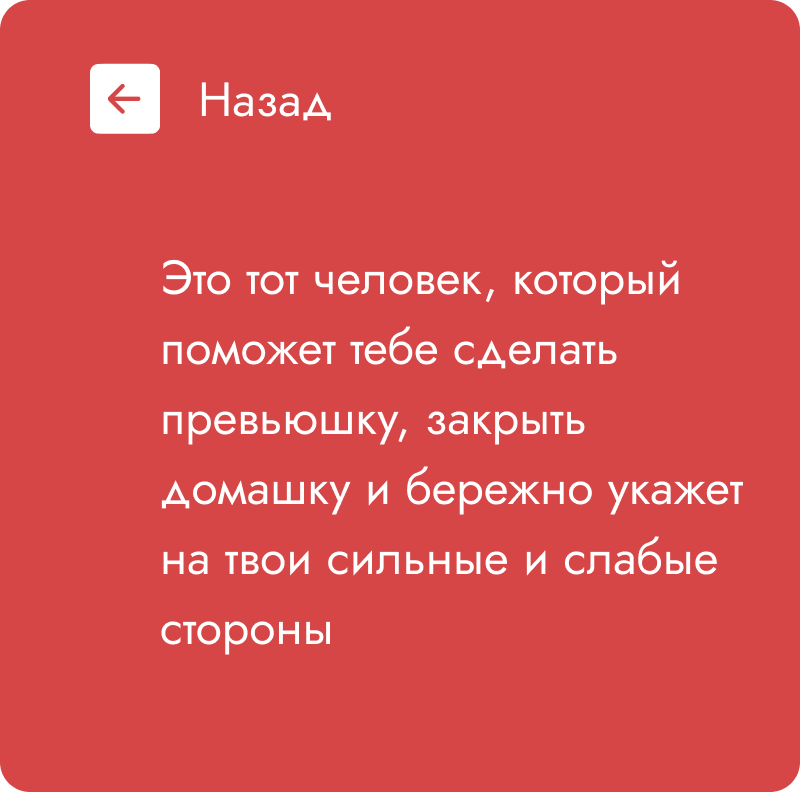 Назад
Это тот человек, который
поможет тебе сделать
превьюшку, закрыть
домашку и бережно укажет
на твои сильные и слабые
стороны